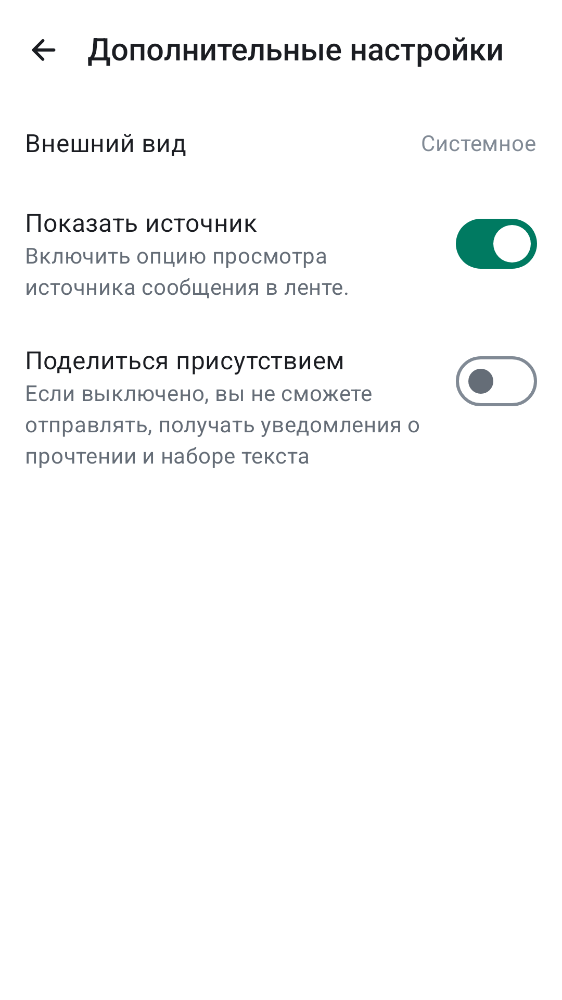 Дополнительные настройки
Внешний вид Системное
Показать источник
Включить опцию просмотра
источника сообщения в ленте.
Поделиться присутствием
Если выключено, вы не сможете
отправлять, получать уведомления о
прочтении и наборе текста